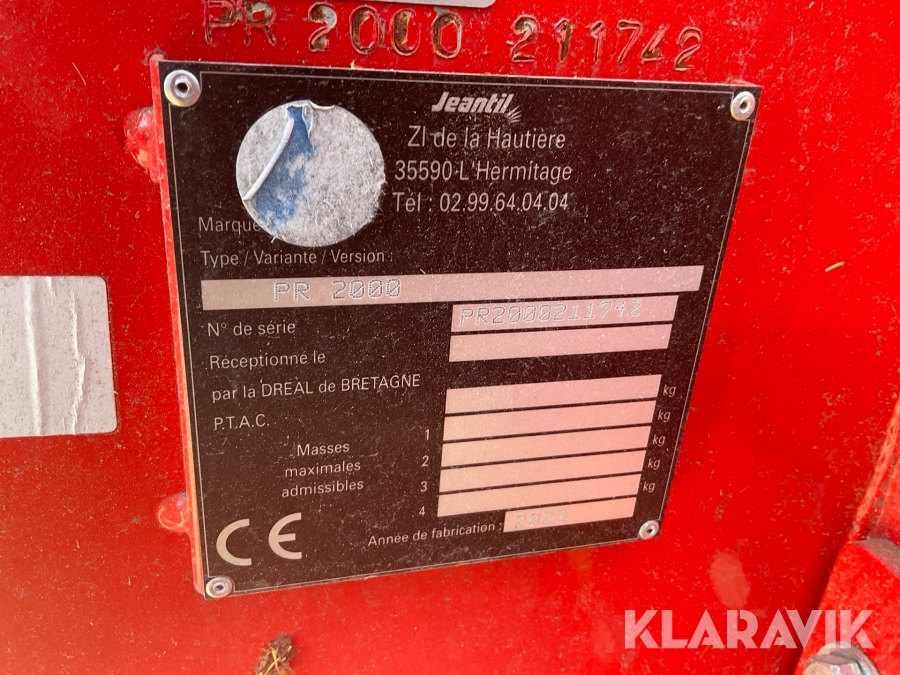 PR 2000 211742
Jeantil
ZI de la Hautière
35590 L'Hermitage
Tél : 02.99.64.04.04
Marque
Type / Variante / Version :
PR 2000
N° de série
PR2000211742
Réceptionné le
par la DREAL de BRETAGNE
P.T.A.C. kg
Masses maximales admissibles
1 kg
2 kg
3 kg
4 kg
CE
Année de fabrication :
KLARAVIK